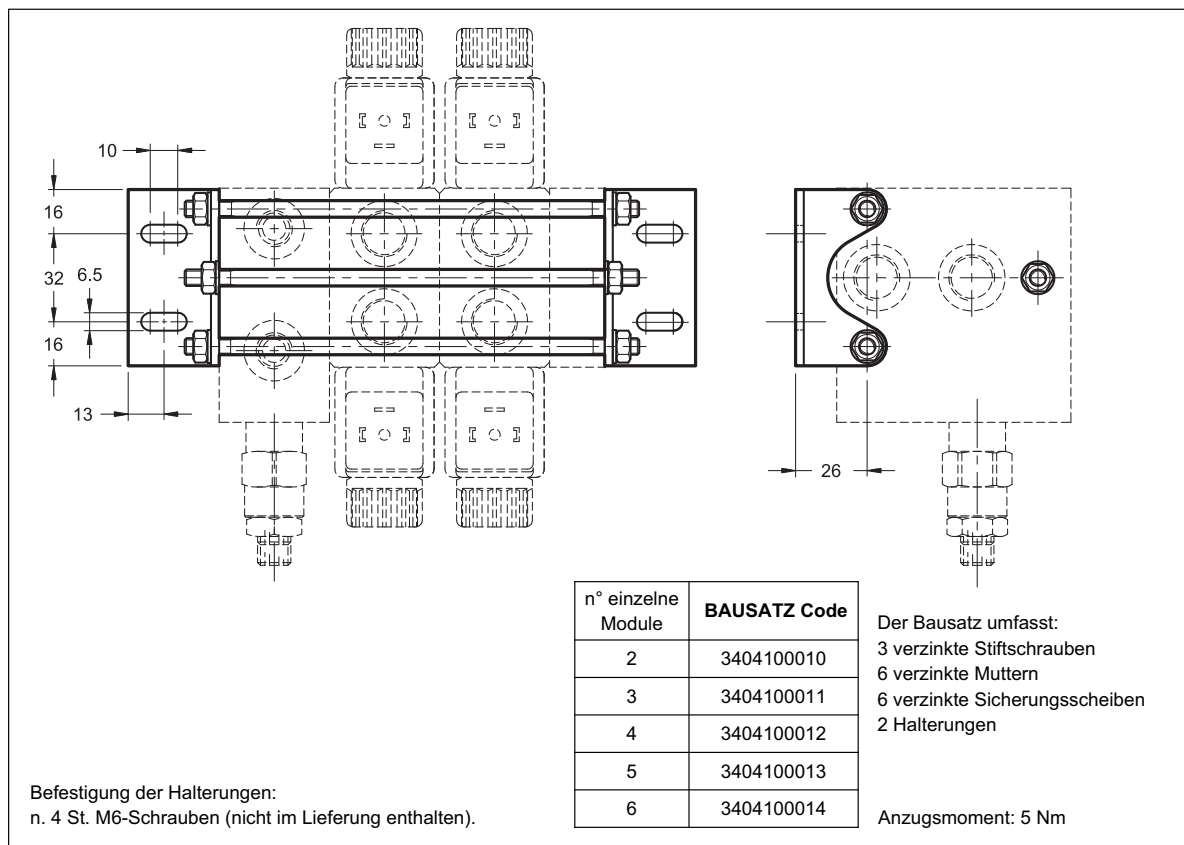 10
16
32
6.5
16
13
26
n° einzelne
Module
BAUSATZ Code
2
3404100010
3
3404100011
4
3404100012
5
3404100013
6
3404100014
Der Bausatz umfasst:
3 verzinkte Stiftschrauben
6 verzinkte Muttern
6 verzinkte Sicherungsscheiben
2 Halterungen
Anzugsmoment: 5 Nm
Befestigung der Halterungen:
n. 4 St. M6-Schrauben (nicht im Lieferung enthalten).